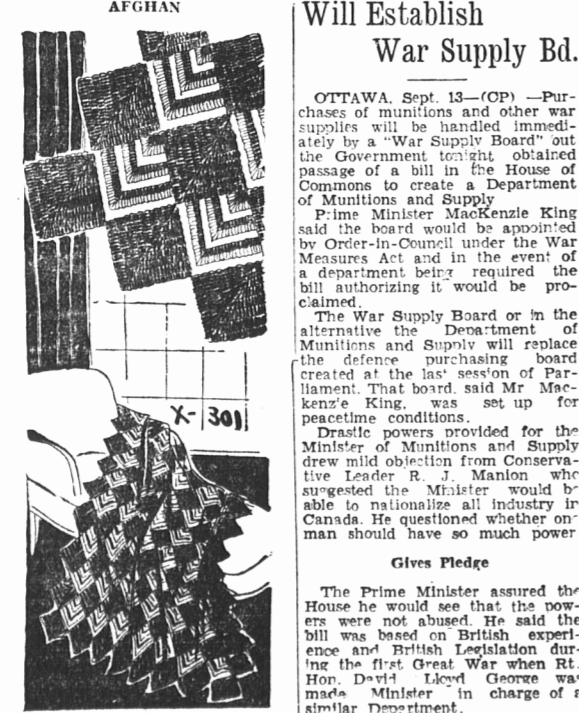 AFGHAN
X-301
Will Establish
War Supply Bd.
OTTAWA, Sept. 13—(CP) —Pur-
chases of munitions and other war
supplies will be handled immedi-
ately by a "War Supply Board" out
the Government tonight obtained
passage of a bill in the House of
Commons to create a Department
of Munitions and Supply
Prime Minister MacKenzie King
said the board would be appointed
by Order-in-Council under the War
Measures Act and in the event of
a department being required the
bill authorizing it would be pro-
claimed.
The War Supply Board or in the
alternative the Department of
Munitions and Supply will replace
the defence purchasing board
created at the las' session of Par-
liament. That board, said Mr Mac-
kenz'e King, was set up for
peacetime conditions.
Drastic powers provided for the
Minister of Munitions and Supply
drew mild objection from Conserva-
tive Leader R. J. Manion who
suggested the Minister would be
able to nationalize all industry in
Canada. He questioned whether on
man should have so much power
Gives Pledge
The Prime Minister assured the
House he would see that the pow-
ers were not abused. He said the
bill was based on British experi-
ence and British Legislation dur-
ing the first Great War when Rt.
Hon. David Lloyd George was
made Minister in charge of a
similar Department.